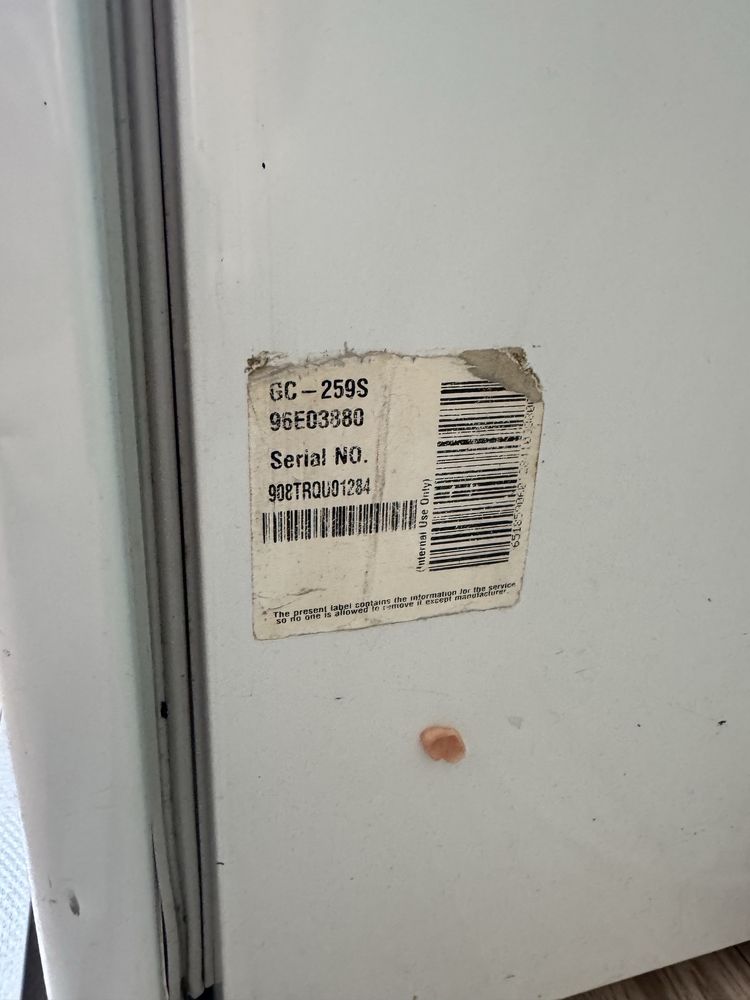 GC-259S
96E03880
Serial NO.
908TRQU01284
(Internal Use Only)
The present label contains the information for the service
so no one is allowed to remove it except manufacturer.